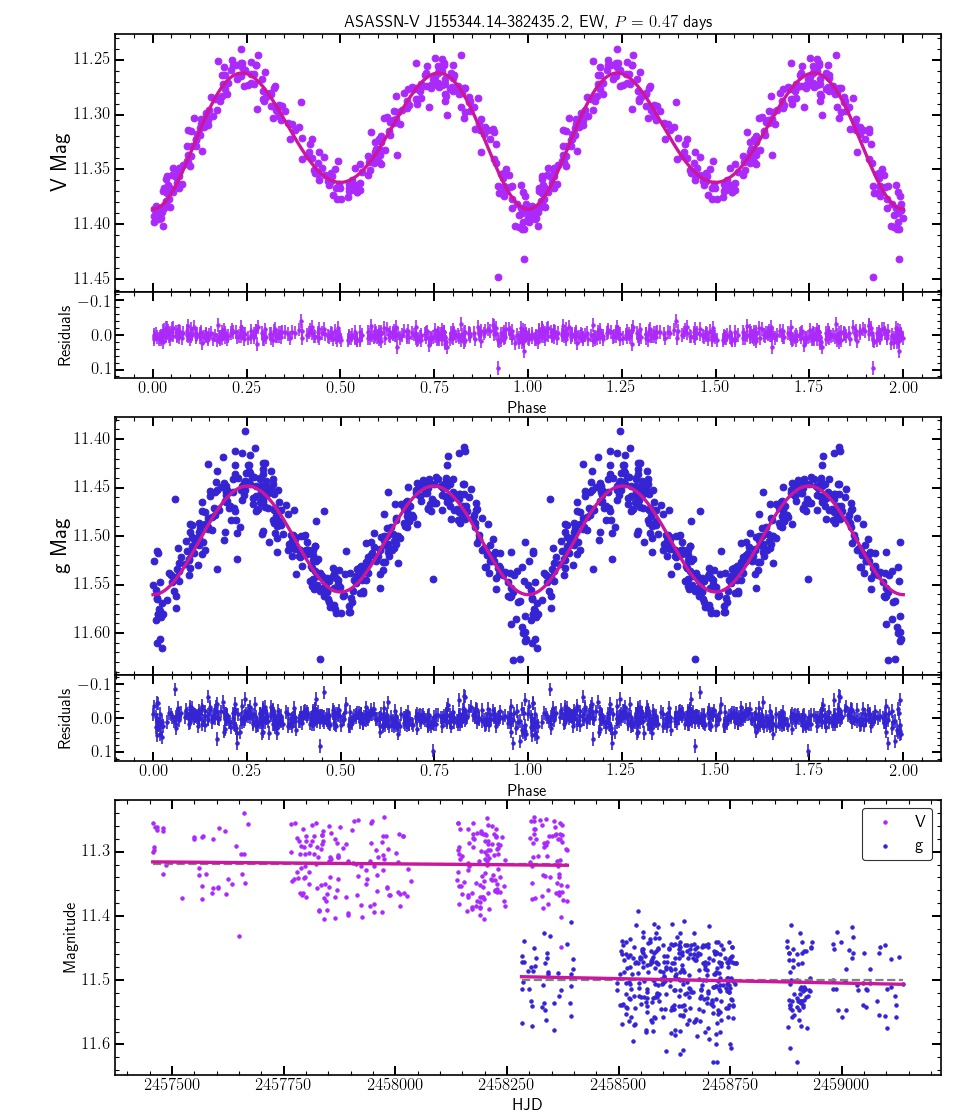 ASASSN-V J155344.14-382435.2, EW, P = 0.47 days
11.25
11.30
11.35
11.40
11.45
V Mag
−0.1
0.0
0.1
Residuals
0.00 0.25 0.50 0.75 1.00 1.25 1.50 1.75 2.00
Phase
11.40
11.45
11.50
11.55
11.60
g Mag
−0.1
0.0
0.1
Residuals
0.00 0.25 0.50 0.75 1.00 1.25 1.50 1.75 2.00
Phase
V
g
11.3
11.4
11.5
11.6
Magnitude
2457500 2457750 2458000 2458250 2458500 2458750 2459000
HJD